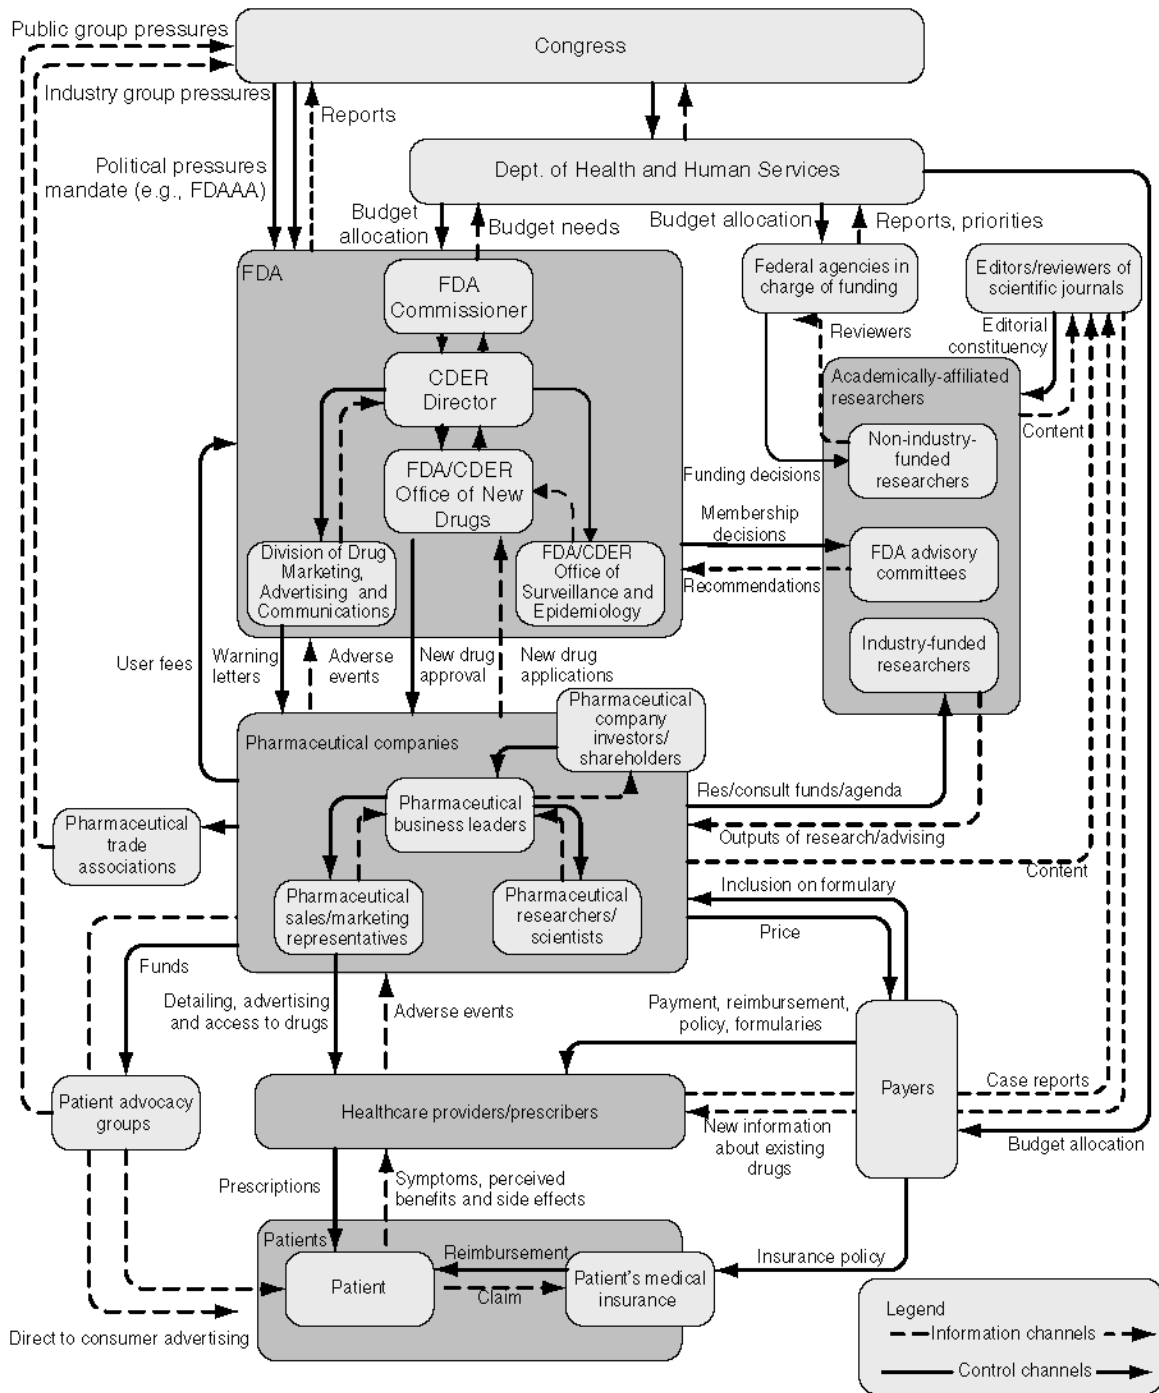 Public group pressures
Congress
Industry group pressures
Reports
Political pressures
mandate (e.g., FDAAA)
Dept. of Health and Human Services
Budget
allocation
Budget needs
Budget allocation
Reports, priorities
FDA
FDA
Commissioner
Federal agencies in
charge of funding
Editors/reviewers of
scientific journals
Reviewers
Editorial
constituency
CDER
Director
Academically-affiliated
researchers
Content
Non-industry-
funded
researchers
FDA/CDER
Office of New
Drugs
Funding decisions
Membership
decisions
Division of Drug
Marketing,
Advertising and
Communications
FDA/CDER
Office of
Surveillance and
Epidemiology
FDA advisory
committees
Recommendations
Industry-funded
researchers
User fees
Warning
letters
Adverse
events
New drug
approval
New drug
applications
Pharmaceutical
company
investors/
shareholders
Pharmaceutical companies
Pharmaceutical
business leaders
Res/consult funds/agenda
Pharmaceutical
trade
associations
Outputs of research/advising
Content
Pharmaceutical
sales/marketing
representatives
Pharmaceutical
researchers/
scientists
Inclusion on formulary
Price
Funds
Detailing, advertising
and access to drugs
Adverse events
Payment, reimbursement,
policy, formularies
Patient advocacy
groups
Healthcare providers/prescribers
Payers
Case reports
New information
about existing
drugs
Budget allocation
Prescriptions
Symptoms, perceived
benefits and side effects
Patients
Patient
Reimbursement
Claim
Patient's medical
insurance
Insurance policy
Direct to consumer advertising
Legend
Information channels
Control channels